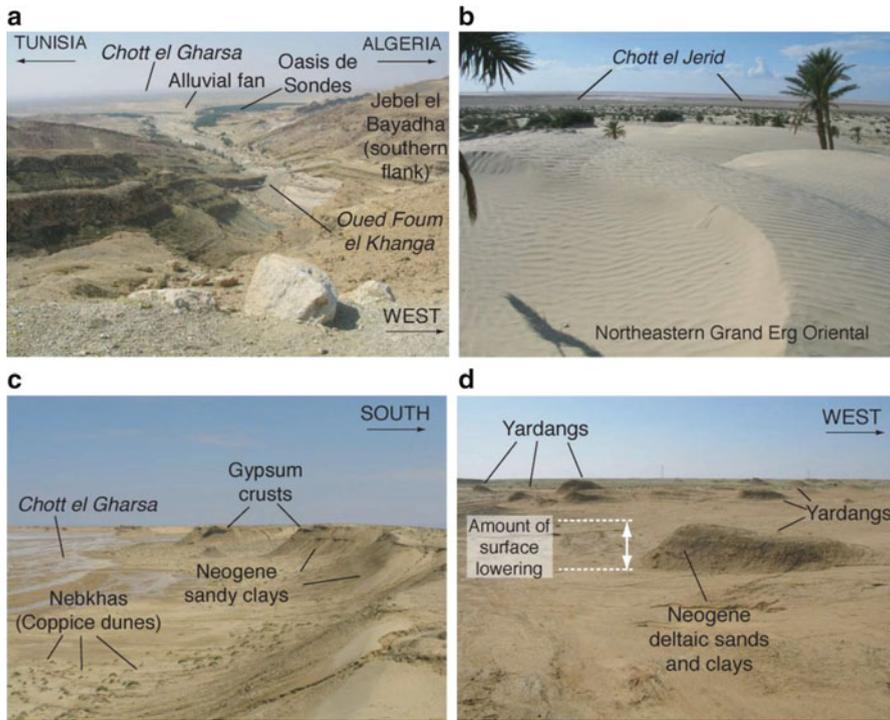 a
TUNISIA
Chott el Gharsa
Alluvial fan
Oasis de
Sondes
ALGERIA
Jebel el
Bayadha
(southern
flank)
Oued Foum
el Khanga
WEST
b
Chott el Jerid
Northeastern Grand Erg Oriental
c
SOUTH
Gypsum
crusts
Chott el Gharsa
Neogene
sandy clays
Nebkhas
(Coppice dunes)
d
WEST
Yardangs
Yardangs
Amount of
surface
lowering
Neogene
deltaic sands
and clays